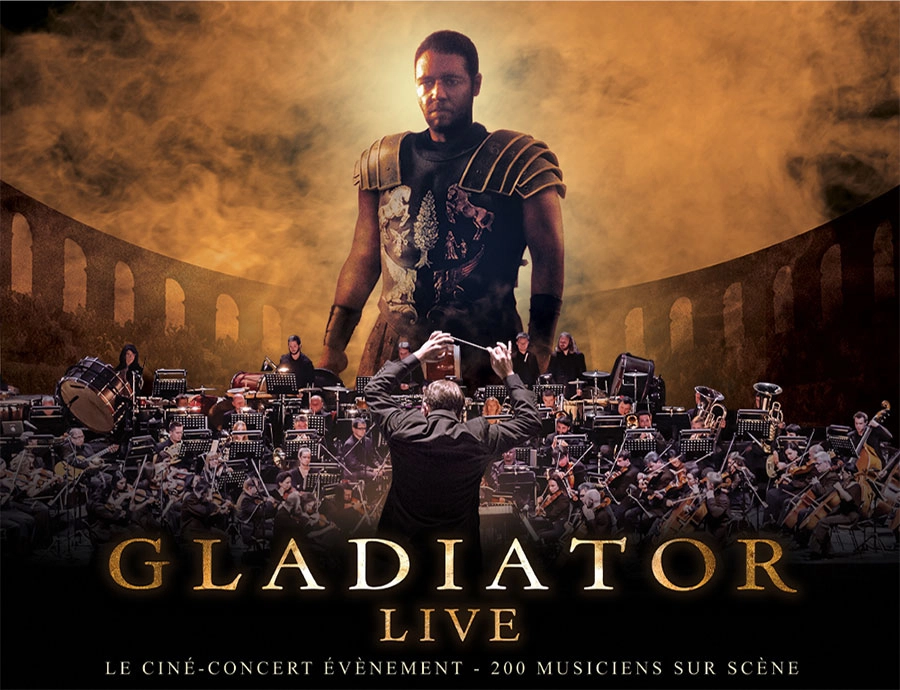 GLADIATOR
LIVE
LE CINÉ-CONCERT ÉVÈNEMENT - 200 MUSICIENS SUR SCÈNE